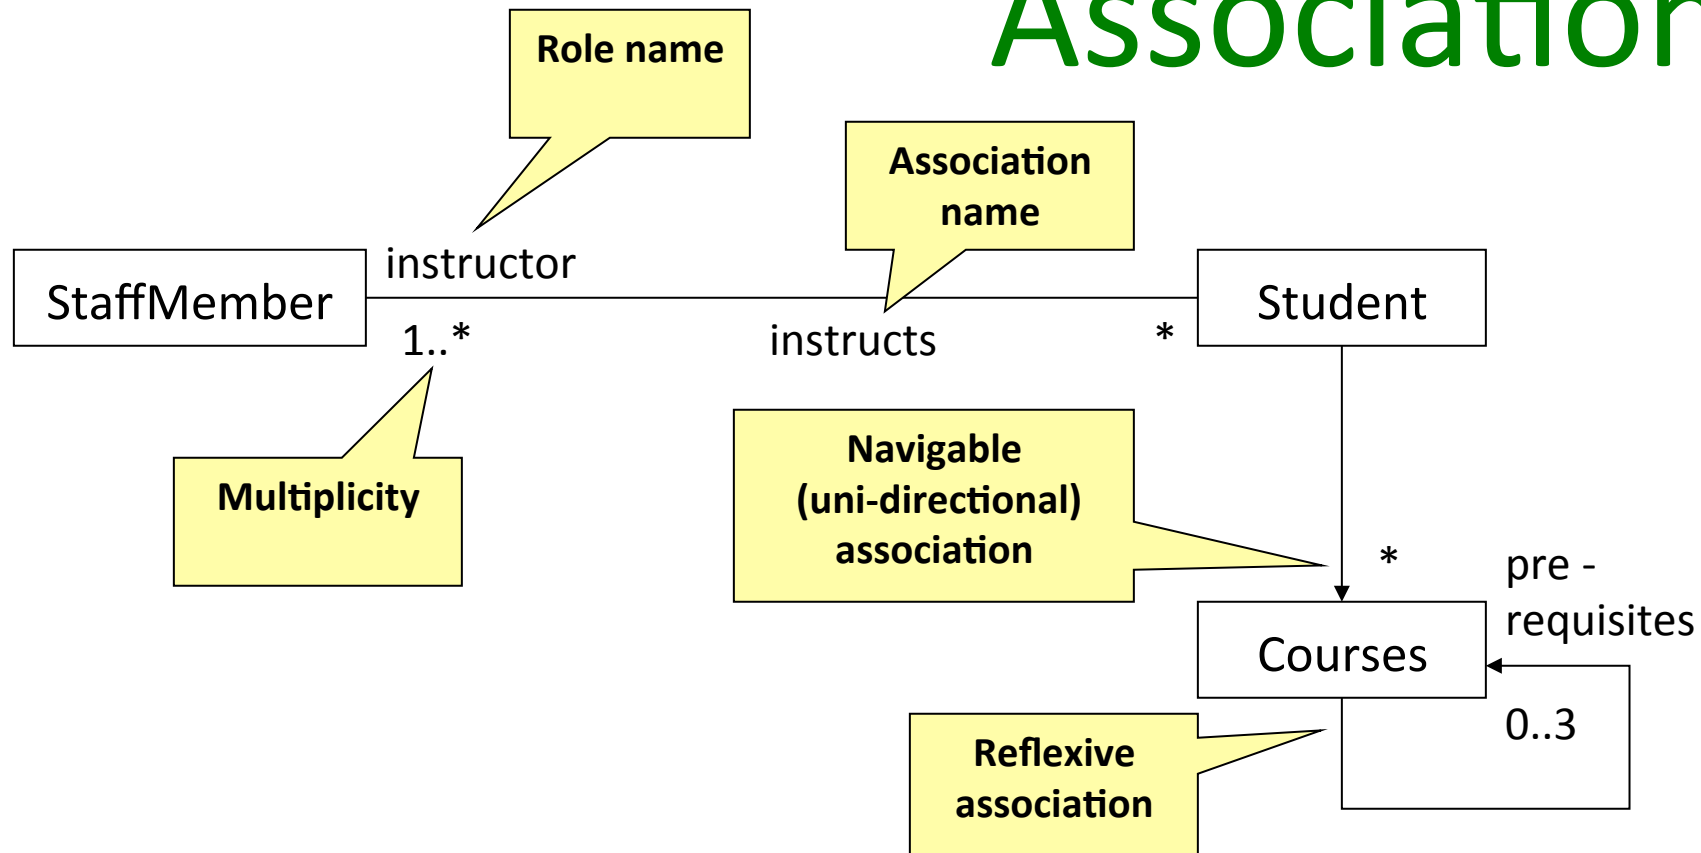 Association
Role name
Association
name
instructor
StaffMember
Student
1..*
instructs
*
Navigable
(uni-directional)
association
Multiplicity
*
pre -
requisites
Courses
0..3
Reflexive
association